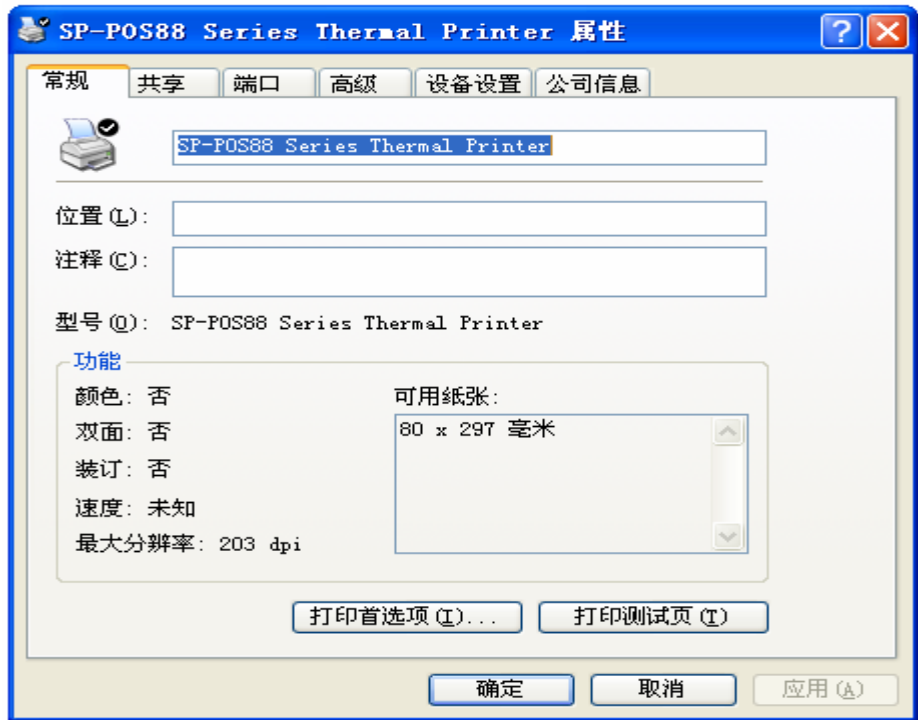 SP-POS88 Series Thermal Printer 属性
常规 共享 端口 高级 设备设置 公司信息
SP-POS88 Series Thermal Printer
位置(L):
注释(C):
型号(O): SP-POS88 Series Thermal Printer
功能
颜色: 否
双面: 否
装订: 否
速度: 未知
最大分辨率: 203 dpi
可用纸张:
80 x 297 毫米
打印首选项(I)... 打印测试页(T)
确定 取消 应用(A)